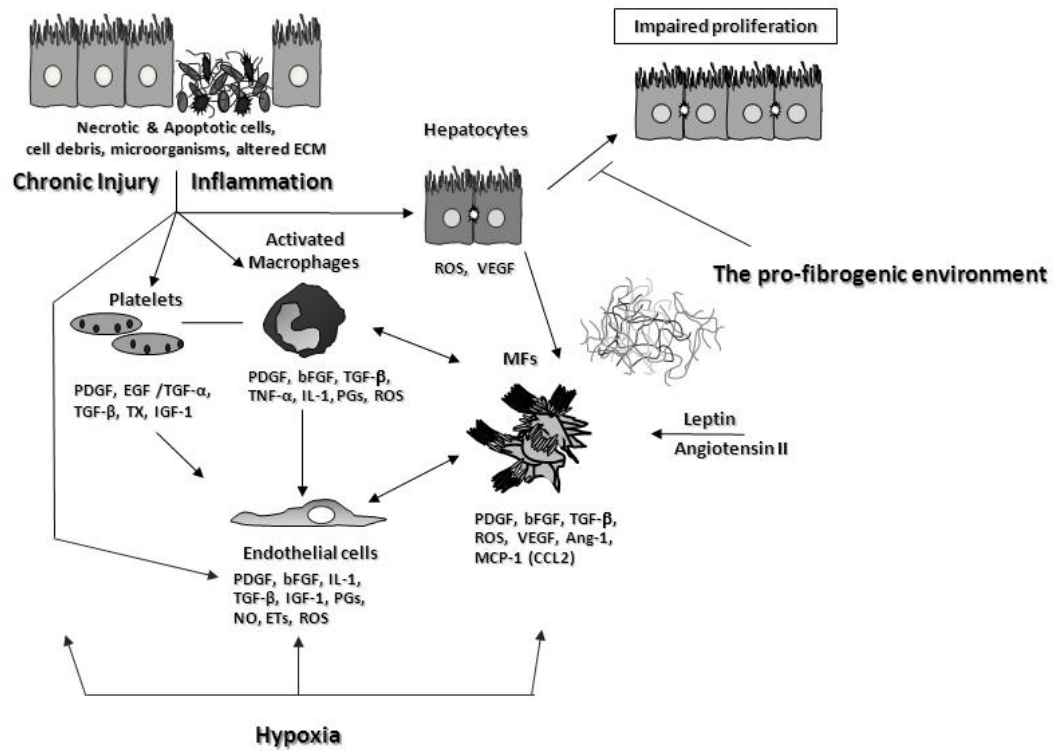 Impaired proliferation
Necrotic & Apoptotic cells,
cell debris, microorganisms, altered ECM
Chronic Injury
Inflammation
Hepatocytes
ROS, VEGF
Activated
Macrophages
Platelets
The pro-fibrogenic environment
PDGF, EGF /TGF-α,
TGF-β, TX, IGF-1
PDGF, bFGF, TGF-β,
TNF-α, IL-1, PGs, ROS
MFs
Leptin
Angiotensin II
PDGF, bFGF, TGF-β,
ROS, VEGF, Ang-1,
MCP-1 (CCL2)
Endothelial cells
PDGF, bFGF, IL-1,
TGF-β, IGF-1, PGs,
NO, ETs, ROS
Hypoxia